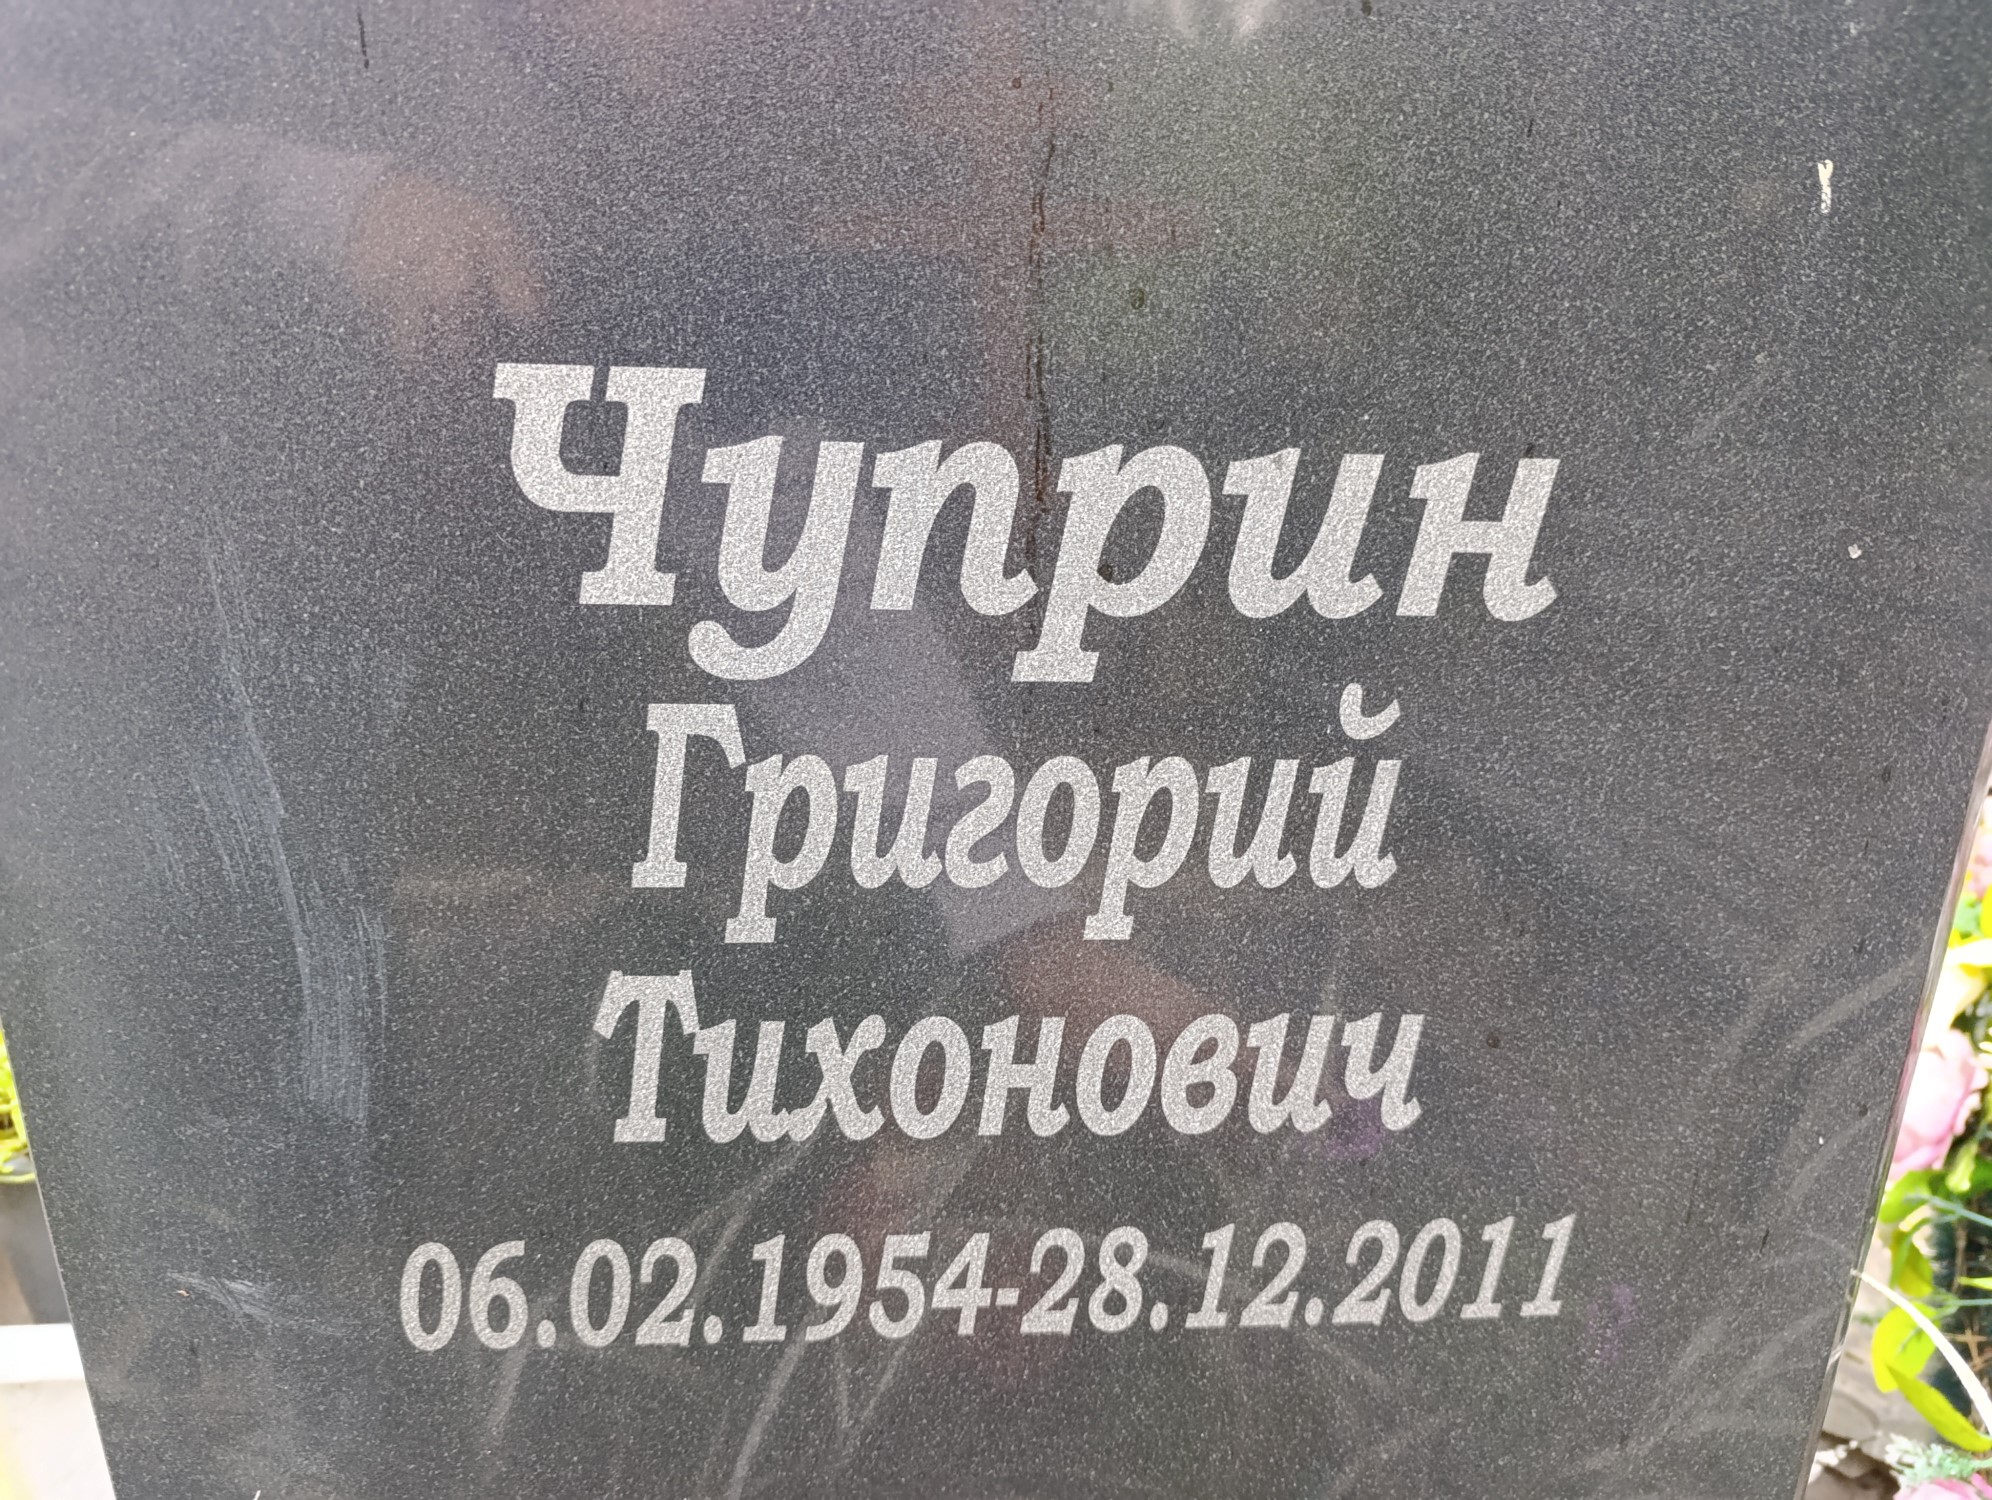 Чуприн
Григорий
Тихонович
06.02.1954-28.12.2011